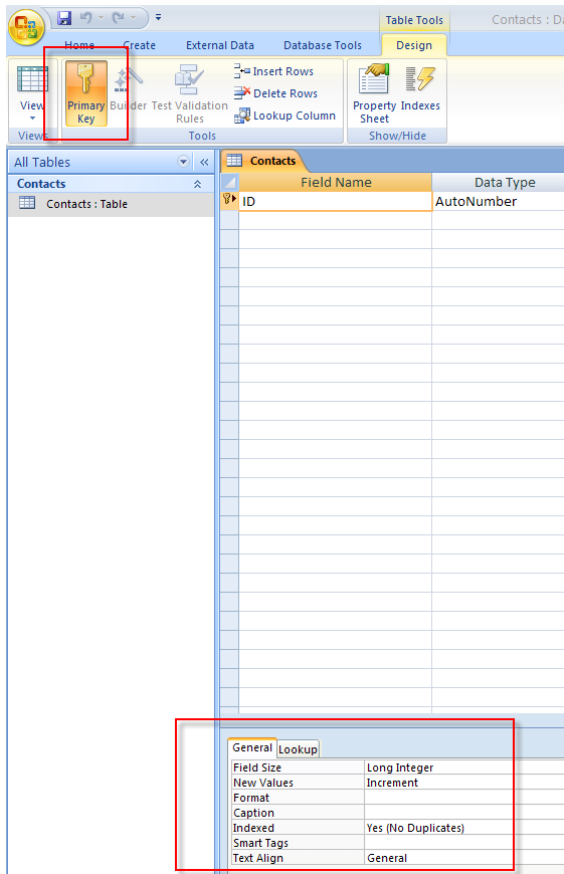 Table Tools Contacts : Da
Home Create External Data Database Tools Design
View Primary Key Builder Test Validation Rules Insert Rows Delete Rows Lookup Column Property Sheet Indexes
Views Tools Show/Hide
All Tables «
Contacts
Contacts : Table
Contacts
Field Name Data Type
ID AutoNumber
General Lookup
Field Size Long Integer
New Values Increment
Format
Caption
Indexed Yes (No Duplicates)
Smart Tags
Text Align General